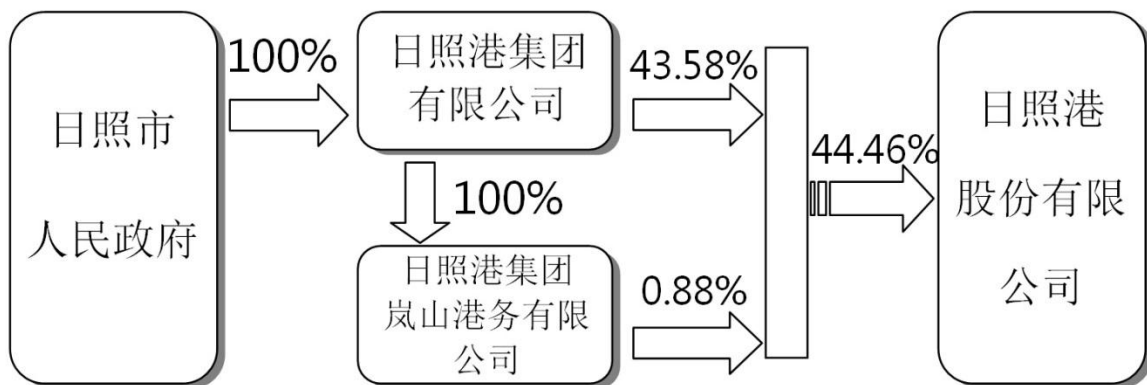 日照市
人民政府
100%
日照港集团
有限公司
43.58%
100%
日照港集团
岚山港务有限
公司
0.88%
44.46%
日照港
股份有限
公司